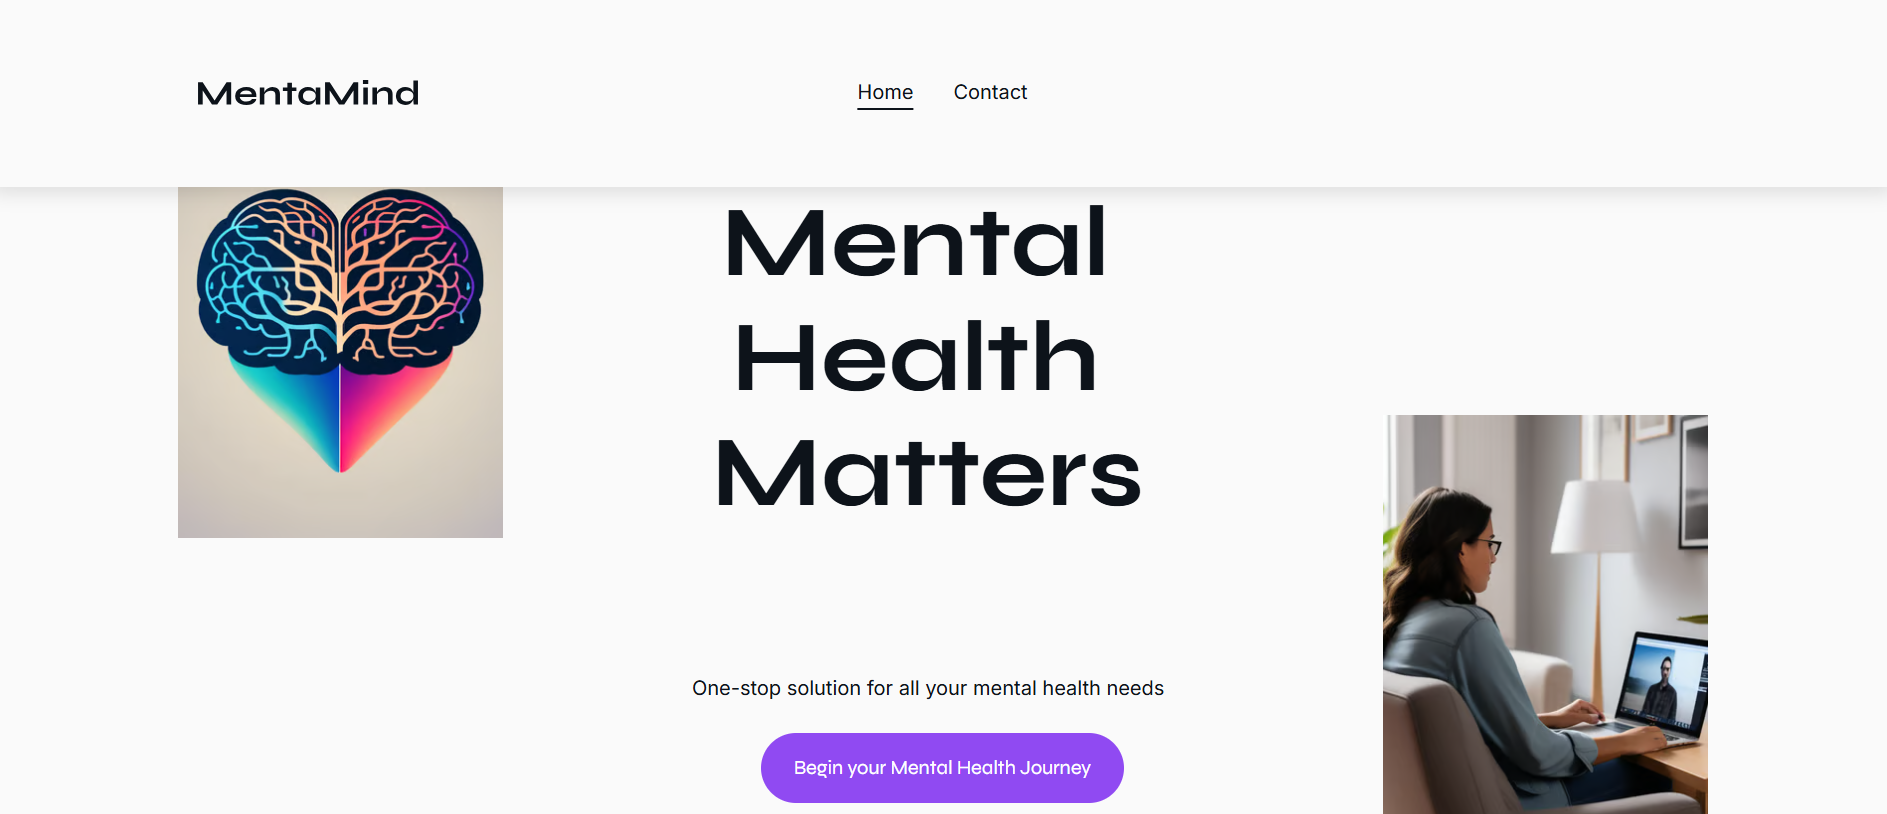 MentaMind
Home
Contact
Mental
Health
Matters
One-stop solution for all your mental health needs
Begin your Mental Health Journey